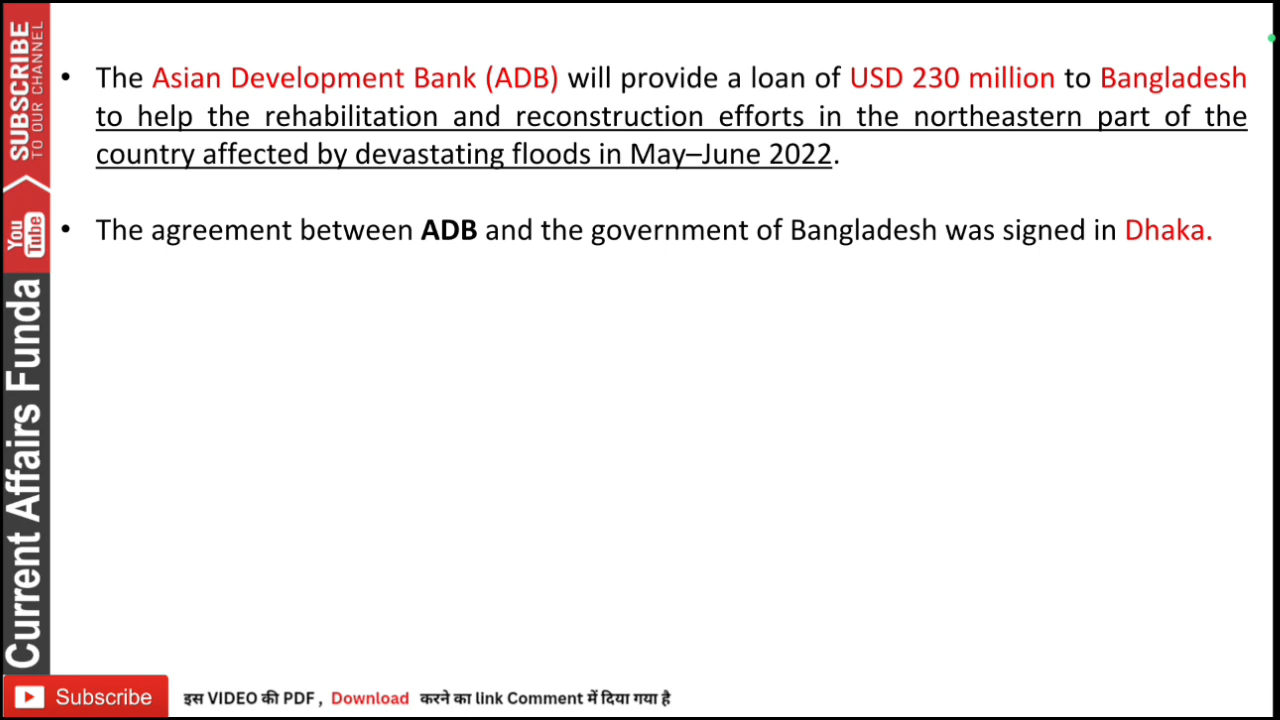 SUBSCRIBE
TO OUR CHANNEL
You
Tube
Current Affairs Funda
• The Asian Development Bank (ADB) will provide a loan of USD 230 million to Bangladesh
to help the rehabilitation and reconstruction efforts in the northeastern part of the
country affected by devastating floods in May–June 2022.
• The agreement between ADB and the government of Bangladesh was signed in Dhaka.
Subscribe
इस VIDEO की PDF , Download करने का link Comment में दिया गया है